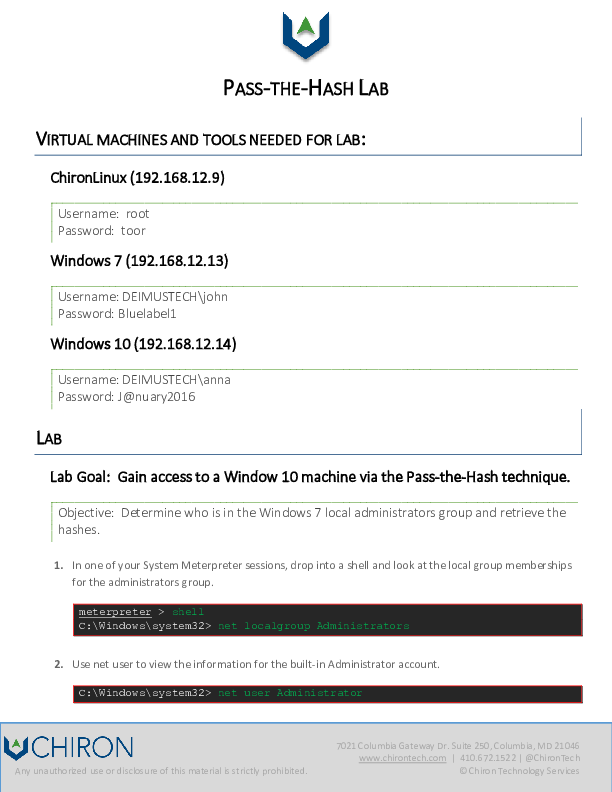 PASS-THE-HASH LAB
VIRTUAL MACHINES AND TOOLS NEEDED FOR LAB:
ChironLinux (192.168.12.9)
Username:  root
Password:  toor
Windows 7 (192.168.12.13)
Username: DEIMUSTECH\john
Password: Bluelabel1
Windows 10 (192.168.12.14)
Username: DEIMUSTECH\anna
Password: J@nuary2016
LAB
Lab Goal:  Gain access to a Window 10 machine via the Pass-the-Hash technique.
Objective:  Determine who is in the Windows 7 local administrators group and retrieve the
hashes.
1. In one of your System Meterpreter sessions, drop into a shell and look at the local group memberships
for the administrators group.
meterpreter > shell
C:\Windows\system32> net localgroup Administrators
2. Use net user to view the information for the built-in Administrator account.
C:\Windows\system32> net user Administrator
CHIRON
7021 Columbia Gateway Dr. Suite 250, Columbia, MD 21046
www.chirontech.com | 410.672.1522 | @ChironTech
Any unauthorized use or disclosure of this material is strictly prohibited.
© Chiron Technology Services